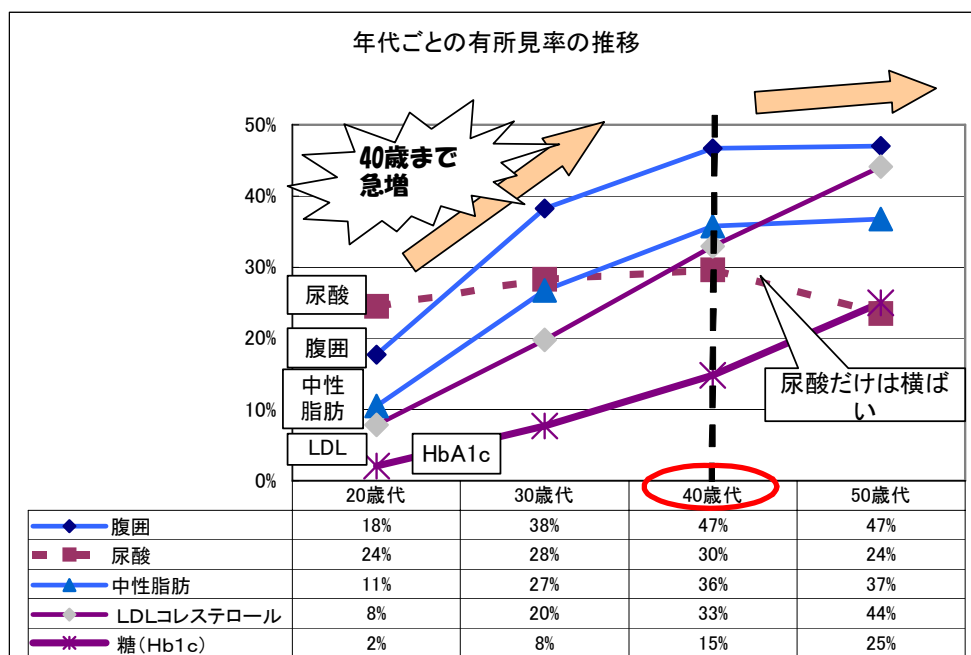 年代ごとの有所見率の推移
50%
40%
30%
20%
10%
0%
40歳まで
急増
尿酸
腹囲
中性
脂肪
LDL
HbA1c
尿酸だけは横ば
い
20歳代 30歳代 40歳代 50歳代
腹囲 18% 38% 47% 47%
尿酸 24% 28% 30% 24%
中性脂肪 11% 27% 36% 37%
LDLコレステロール 8% 20% 33% 44%
糖(Hb1c) 2% 8% 15% 25%